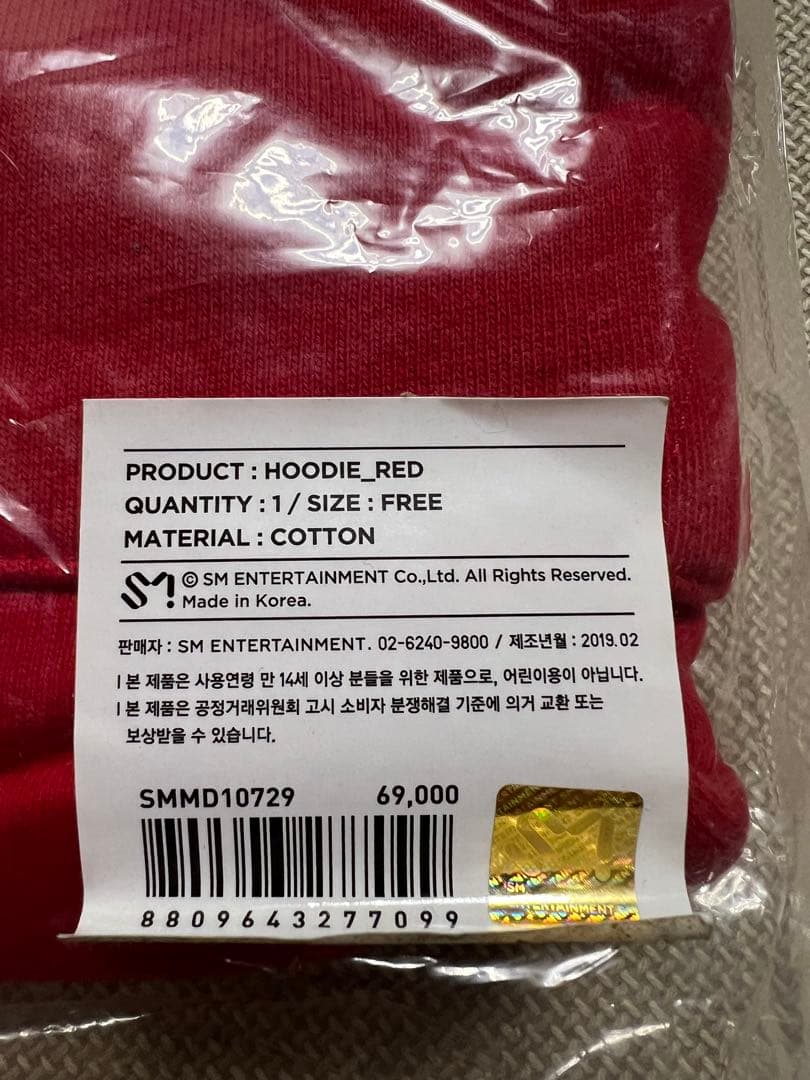 PRODUCT : HOODIE_RED
QUANTITY : 1 / SIZE : FREE
MATERIAL : COTTON
SM! © SM ENTERTAINMENT Co.,Ltd. All Rights Reserved.
Made in Korea.
판매자 : SM ENTERTAINMENT. 02-6240-9800 / 제조년월 : 2019.02
| 본 제품은 사용연령 만 14세 이상 분들을 위한 제품으로, 어린이용이 아닙니다.
| 본 제품은 공정거래위원회 고시 소비자 분쟁해결 기준에 의거 교환 또는
보상받을 수 있습니다.
SMMD10729 69,000
8809643277099
SM
ENTERTAINMENT